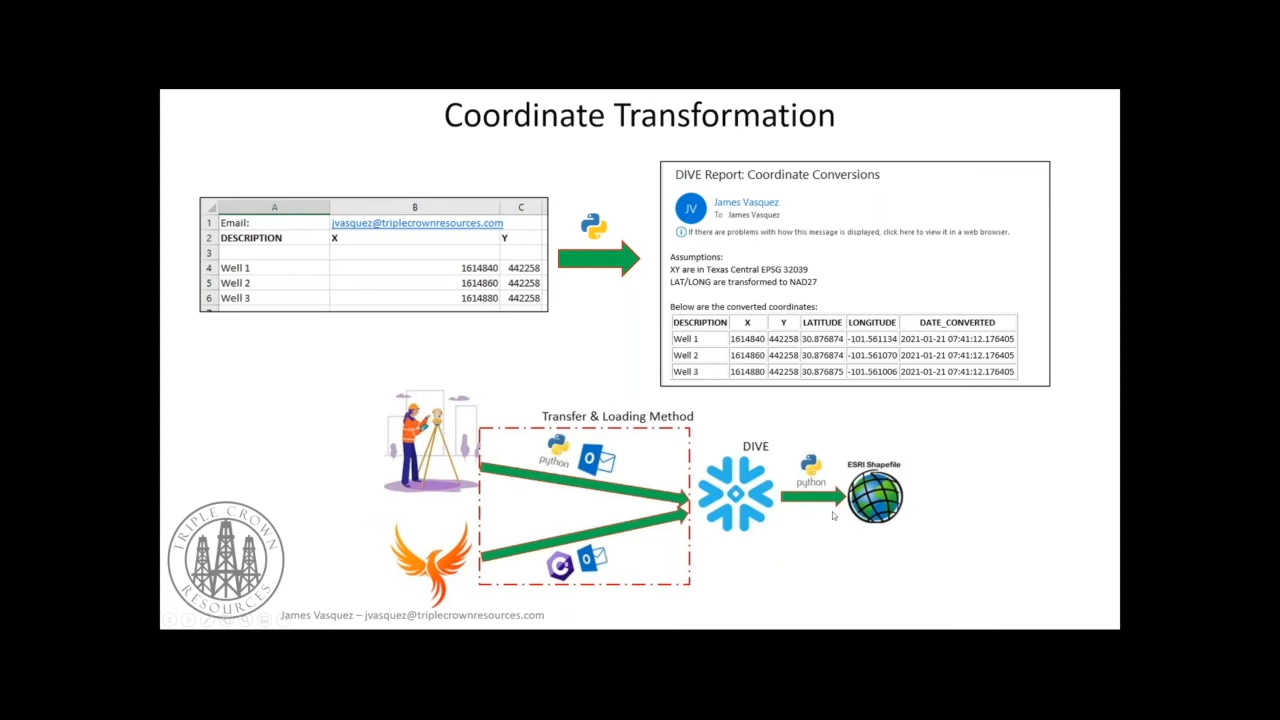 Coordinate Transformation
A B C
1 Email: jvasquez@triplecrownresources.com
2 DESCRIPTION X Y
3
4 Well 1 1614840 442258
5 Well 2 1614860 442258
6 Well 3 1614880 442258
DIVE Report: Coordinate Conversions
JV
James Vasquez
To James Vasquez
If there are problems with how this message is displayed, click here to view it in a web browser.
Assumptions:
XY are in Texas Central EPSG 32039
LAT/LONG are transformed to NAD27
Below are the converted coordinates:
DESCRIPTION X Y LATITUDE LONGITUDE DATE_CONVERTED
Well 1 1614840 442258 30.876874 -101.561134 2021-01-21 07:41:12.176405
Well 2 1614860 442258 30.876874 -101.561070 2021-01-21 07:41:12.176405
Well 3 1614880 442258 30.876875 -101.561006 2021-01-21 07:41:12.176405
Transfer & Loading Method
python
DIVE
python
ESRI Shapefile
TRIPLE CROWN
RESOURCES
James Vasquez – jvasquez@triplecrownresources.com